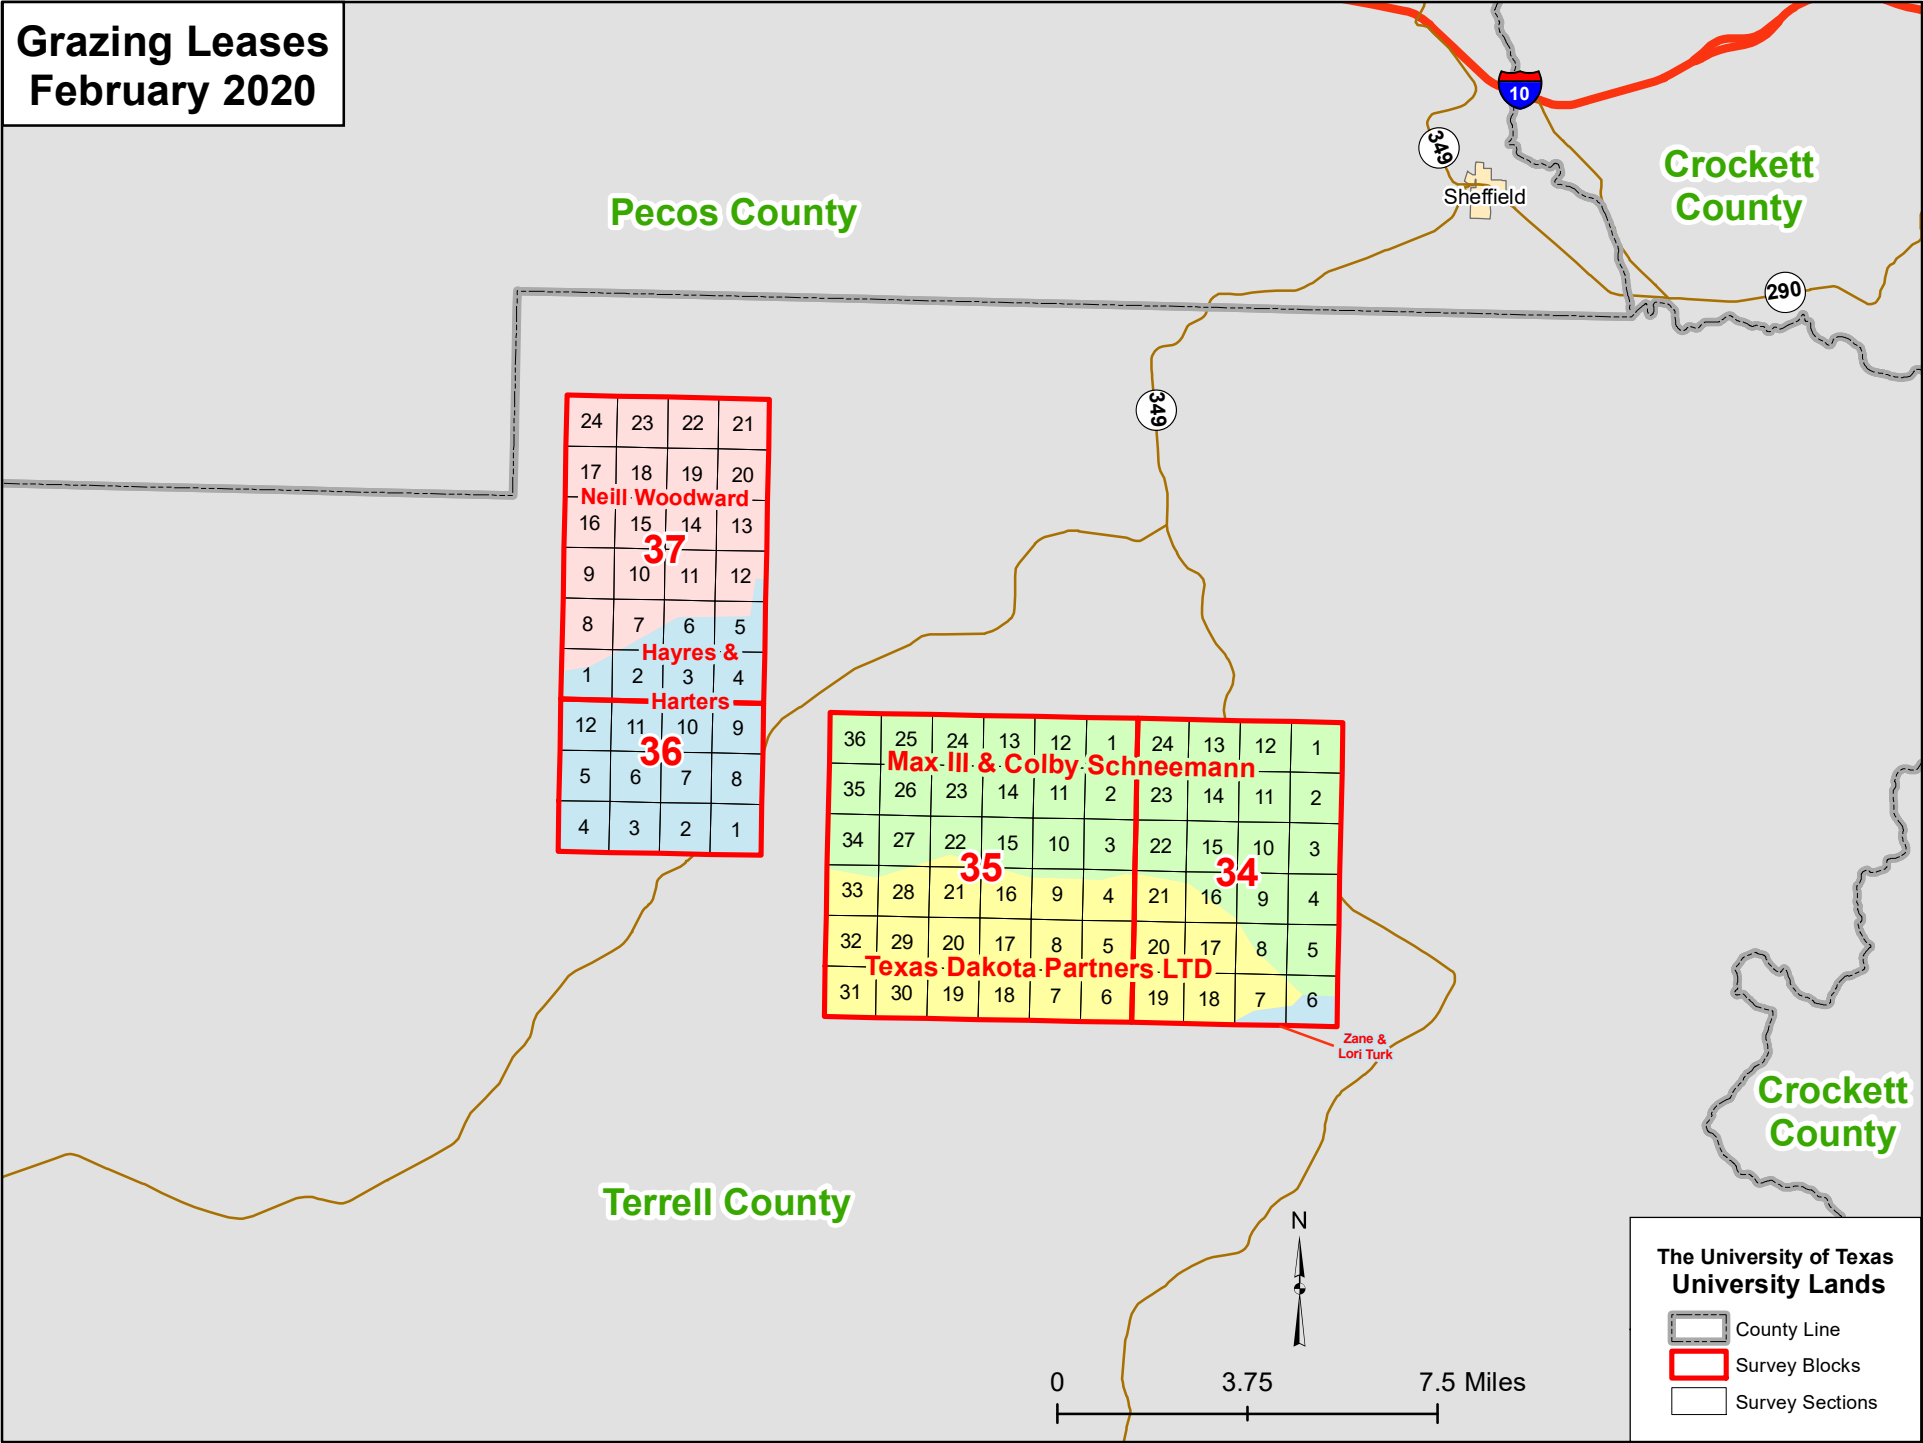 Grazing Leases
February 2020
10
349
Sheffield
Crockett
County
Pecos County
290
349
24 23 22 21
17 18 19 20
Neill Woodward
16 15 14 13
37
9 10 11 12
8 7 6 5
Hayres &
1 2 3 4
Harters
12 11 10 9
36
5 6 7 8
4 3 2 1
36 25 24 13 12 1 24 13 12 1
Max III & Colby Schneemann
35 26 23 14 11 2 23 14 11 2
34 27 22 15 10 3 22 15 10 3
35 34
33 28 21 16 9 4 21 16 9 4
32 29 20 17 8 5 20 17 8 5
Texas Dakota Partners LTD
31 30 19 18 7 6 19 18 7 6
Zane &
Lori Turk
Crockett
County
Terrell County
N
0 3.75 7.5 Miles
The University of Texas
University Lands
County Line
Survey Blocks
Survey Sections